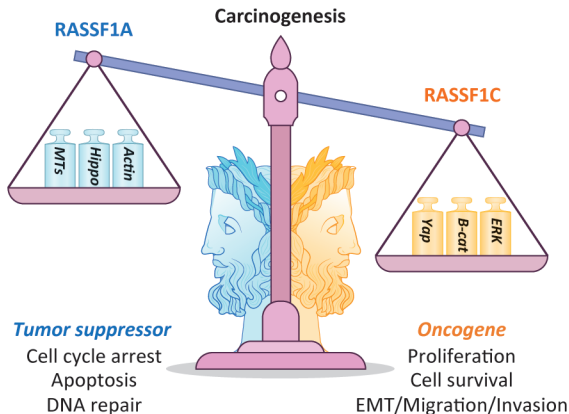 Carcinogenesis
RASSF1A
RASSF1C
MTs
Hippo
Actin
Yap
B-cat
ERK
Tumor suppressor
Cell cycle arrest
Apoptosis
DNA repair
Oncogene
Proliferation
Cell survival
EMT/Migration/Invasion